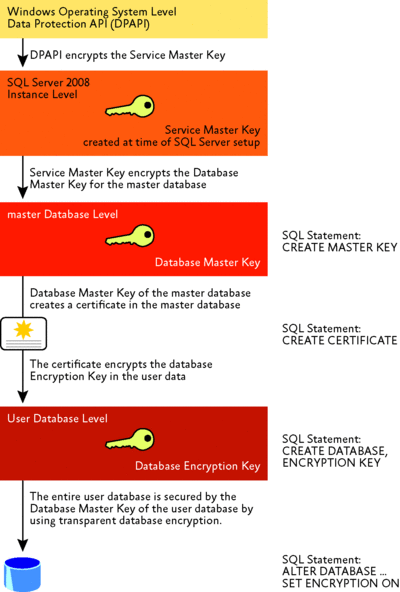 Windows Operating System Level
Data Protection API (DPAPI)
DPAPI encrypts the Service Master Key
SQL Server 2008
Instance Level
Service Master Key
created at time of SQL Server setup
Service Master Key encrypts the Database
Master Key for the master database
master Database Level
Database Master Key
SQL Statement:
CREATE MASTER KEY
Database Master Key of the master database
creates a certificate in the master database
SQL Statement:
CREATE CERTIFICATE
The certificate encrypts the database
Encryption Key in the user data
User Database Level
Database Encryption Key
SQL Statement:
CREATE DATABASE,
ENCRYPTION KEY
The entire user database is secured by the
Database Master Key of the user database by
using transparent database encryption.
SQL Statement:
ALTER DATABASE ...
SET ENCRYPTION ON